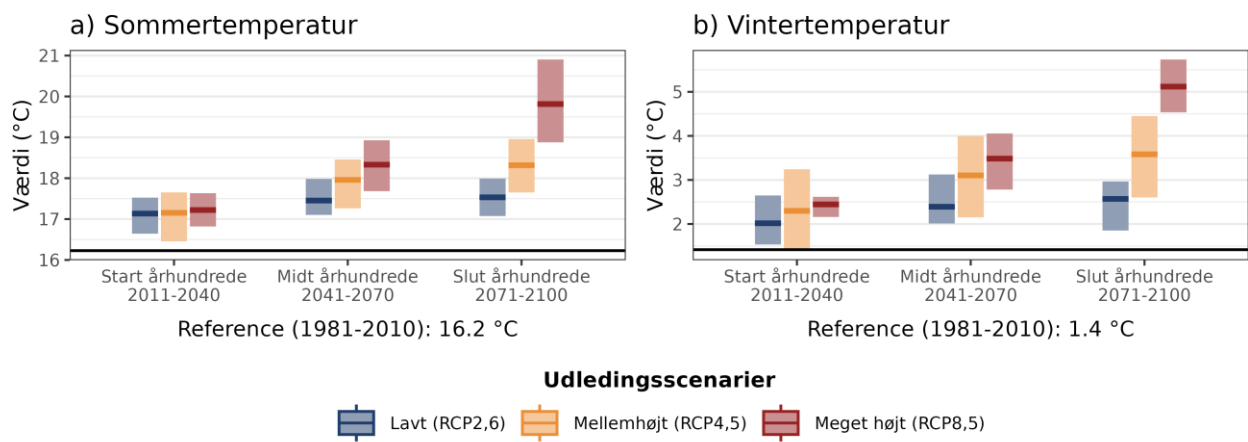 a) Sommertemperatur
Værdi (°C)
21
20
19
18
17
16
Start århundrede
2011-2040
Midt århundrede
2041-2070
Slut århundrede
2071-2100
Reference (1981-2010): 16.2 °C
b) Vintertemperatur
Værdi (°C)
5
4
3
2
Start århundrede
2011-2040
Midt århundrede
2041-2070
Slut århundrede
2071-2100
Reference (1981-2010): 1.4 °C
Udledingsscenarier
Lavt (RCP2,6)
Mellemhøjt (RCP4,5)
Meget højt (RCP8,5)